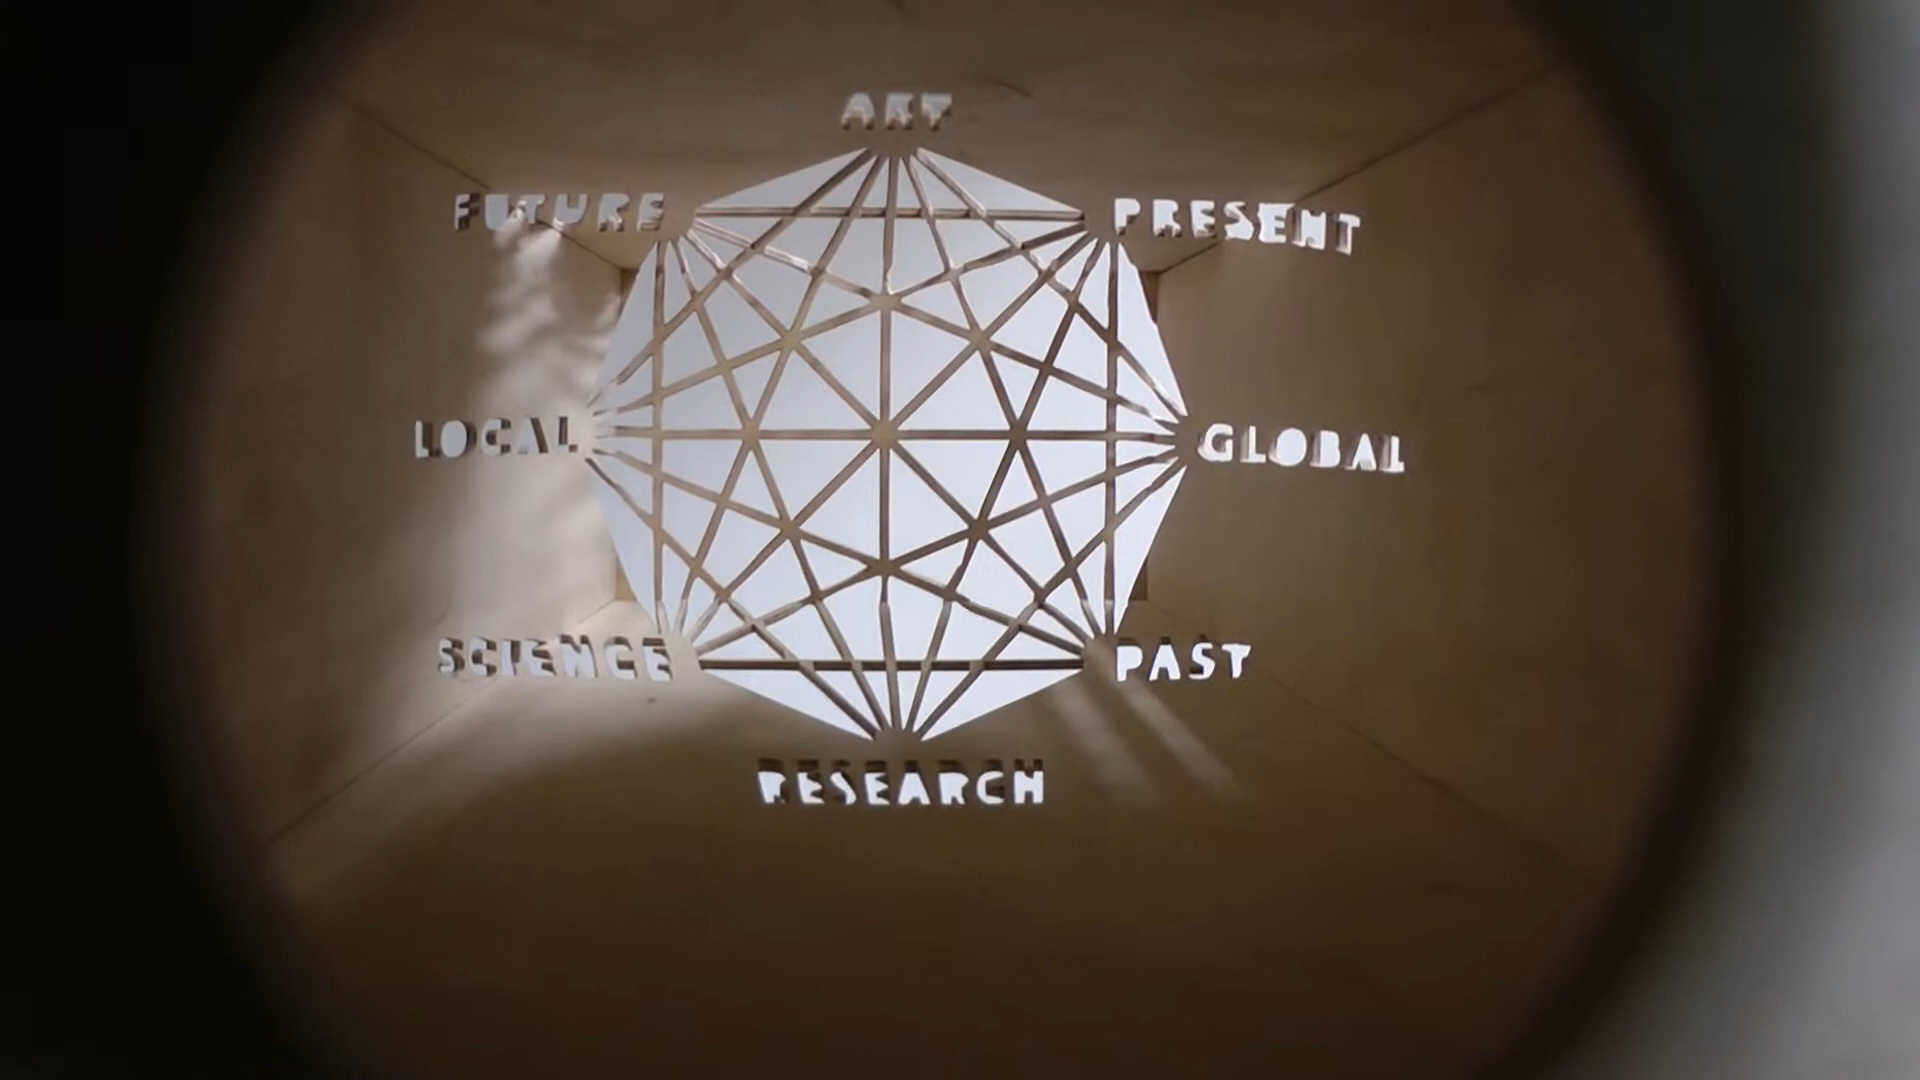 ART
FUTURE
PRESENT
LOCAL
GLOBAL
SCIENCE
PAST
RESEARCH